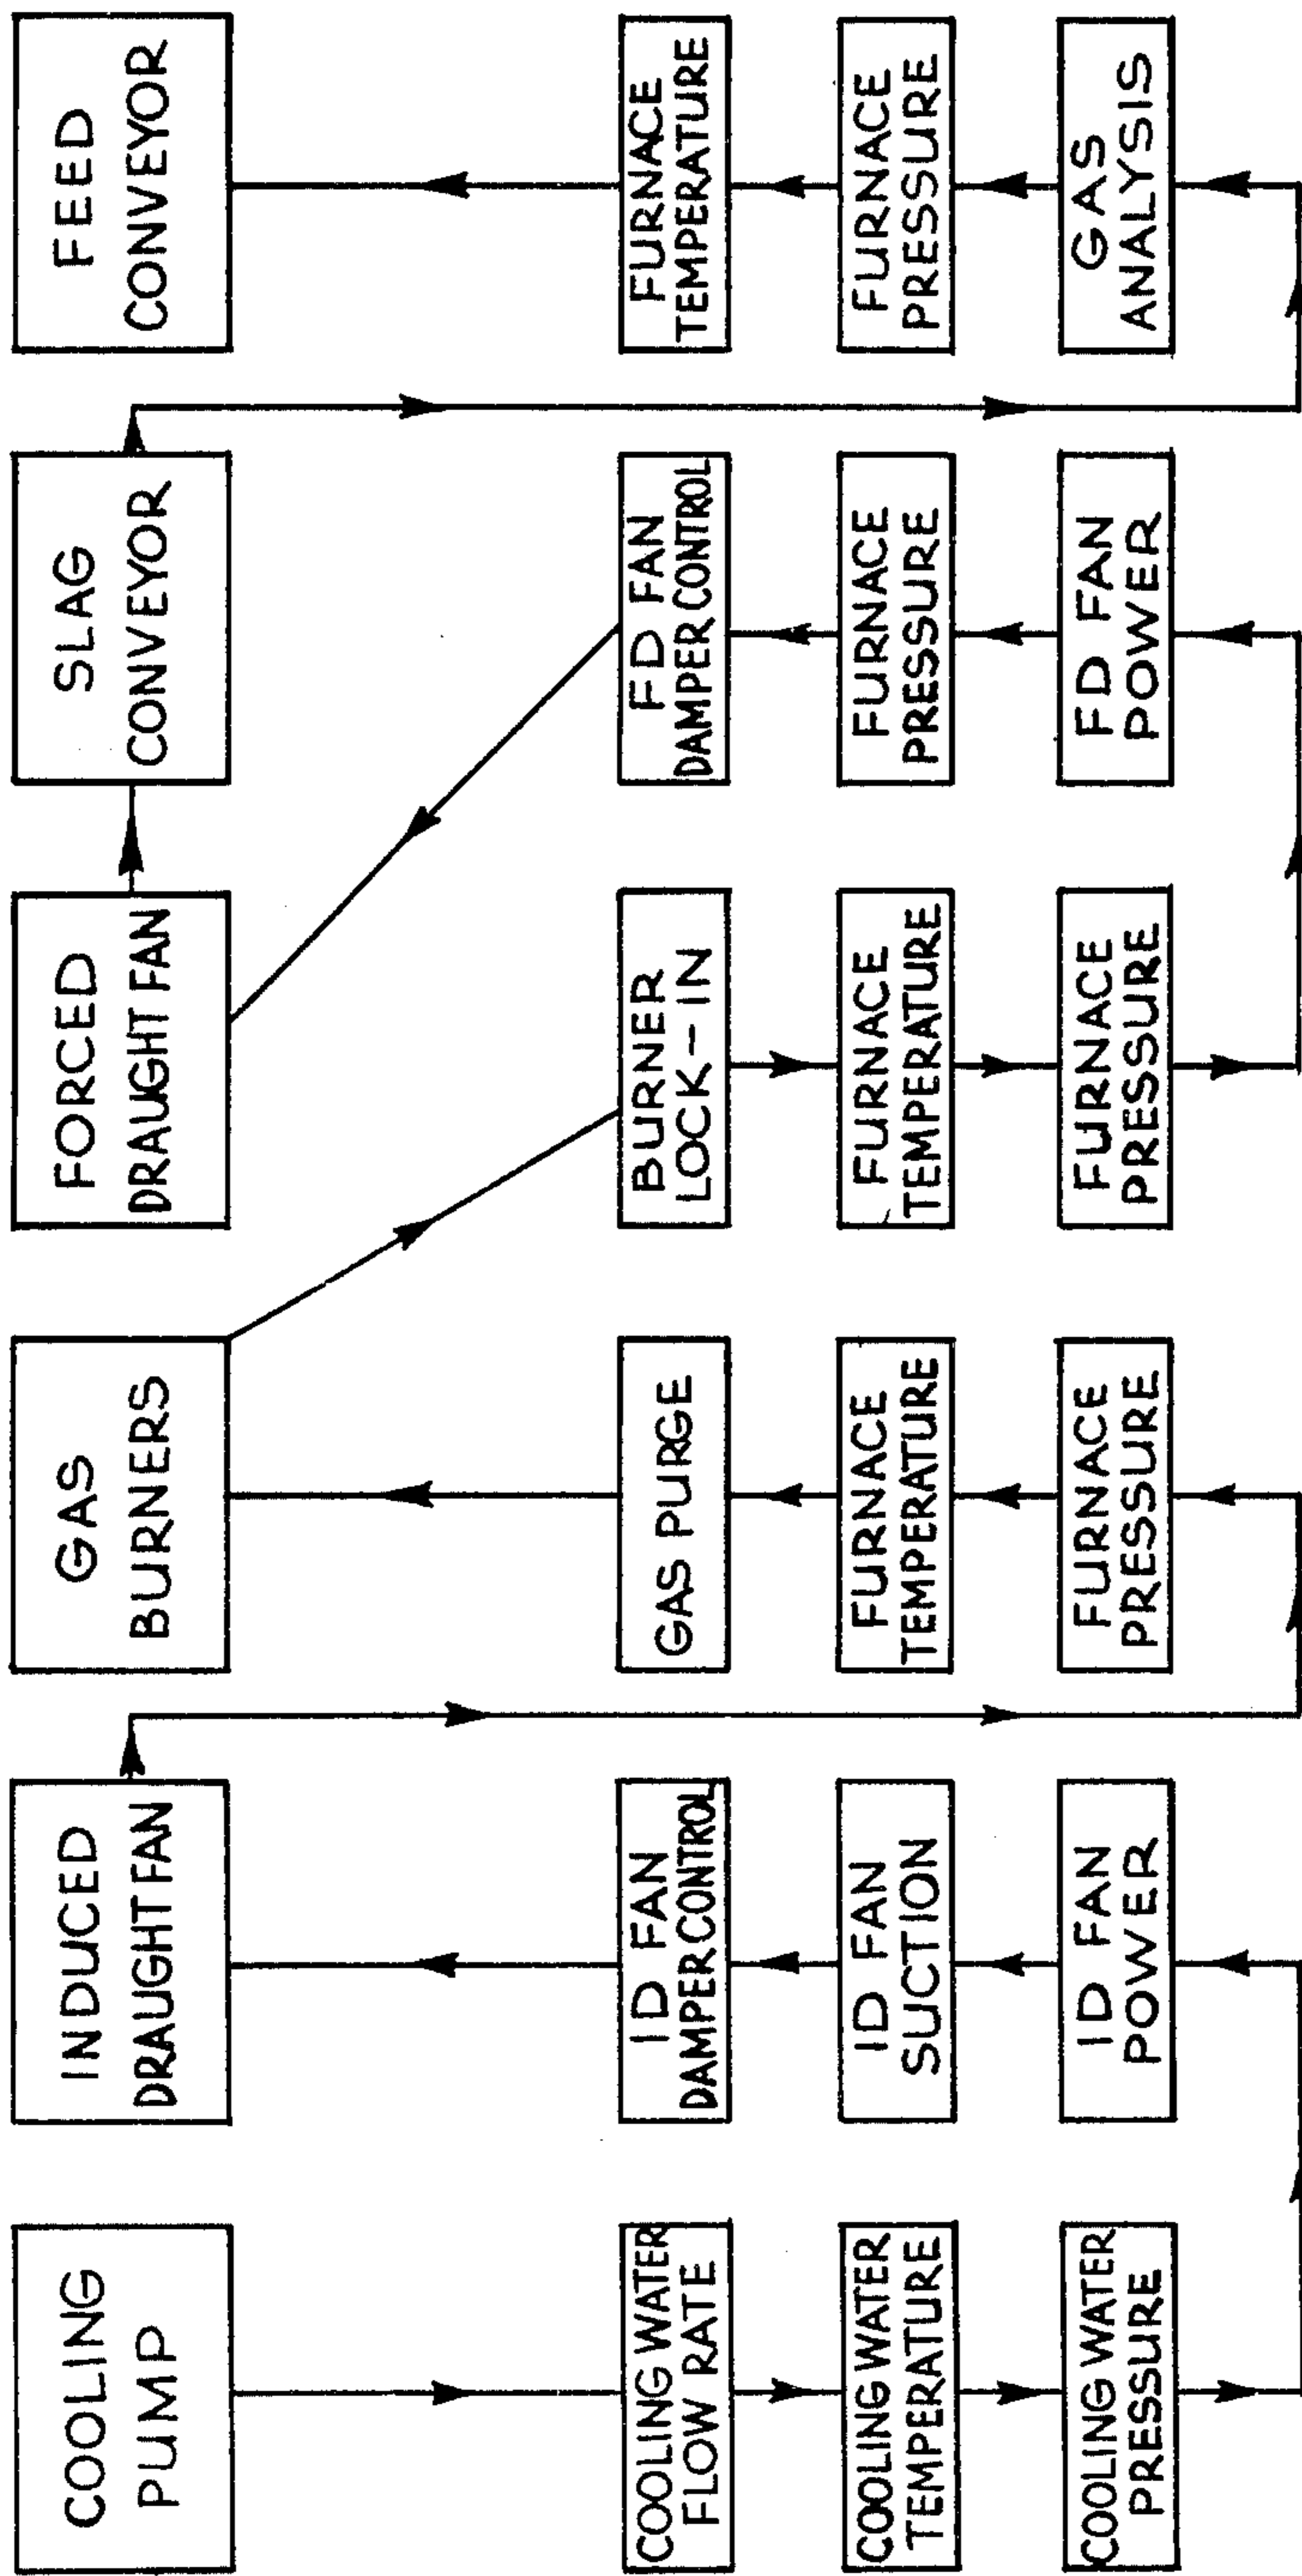 COOLING
PUMP
INDUCED
DRAUGHT FAN
GAS
BURNERS
FORCED
DRAUGHT FAN
SLAG
CONVEYOR
FEED
CONVEYOR
COOLING WATER
FLOW RATE
ID FAN
DAMPER CONTROL
GAS PURGE
BURNER
LOCK-IN
FD FAN
DAMPER CONTROL
FURNACE
TEMPERATURE
COOLING WATER
TEMPERATURE
ID FAN
SUCTION
FURNACE
TEMPERATURE
FURNACE
TEMPERATURE
FURNACE
PRESSURE
FURNACE
PRESSURE
COOLING WATER
PRESSURE
ID FAN
POWER
FURNACE
PRESSURE
FURNACE
PRESSURE
FD FAN
POWER
GAS
ANALYSIS